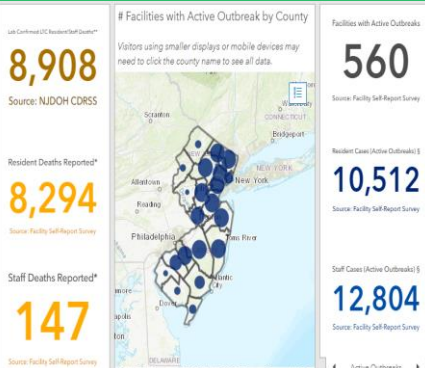 Lab Confirmed LTC Resident/Staff Deaths**
8,908
Source: NJDOH CDRSS
Resident Deaths Reported*
8,294
Source: Facility Self-Report Survey
Staff Deaths Reported*
147
Source: Facility Self-Report Survey
# Facilities with Active Outbreak by County
Visitors using smaller displays or mobile devices may
need to click the county name to see all data.
Scranton
CONNECTICUT
Bridgeport
NEW YORK
Allentown
New York
Reading
Philadelphia
Toms River
Atlantic
City
more
Dover
apolis
DELAWARE
Facilities with Active Outbreaks
560
Source: Facility Self-Report Survey
Resident Cases (Active Outbreaks) §
10,512
Source: Facility Self-Report Survey
Staff Cases (Active Outbreaks) §
12,804
Source: Facility Self-Report Survey
Active Outbreaks